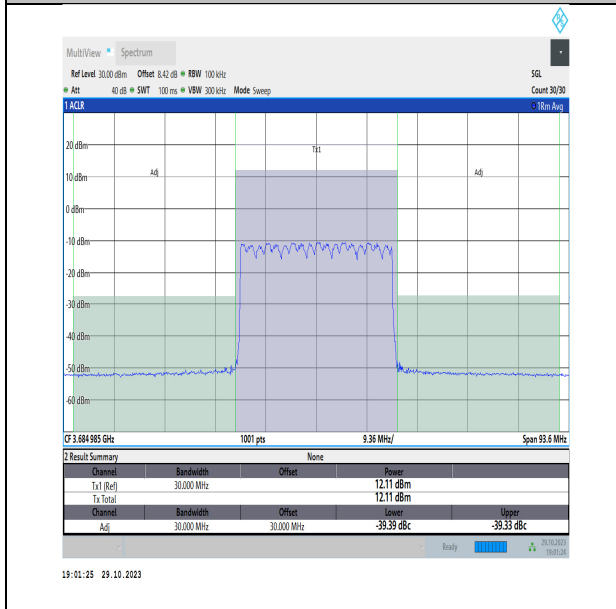 MultiView Spectrum
Ref Level 30.00 dBm Offset 8.42 dB RBW 100 kHz SGL
Att 40 dB SWT 100 ms VBW 300 kHz Mode Sweep Count 30/30
1 ACLR 1Rm Avg
20 dBm
Tx1
Adj Adj
10 dBm
0 dBm
-10 dBm
-20 dBm
-30 dBm
-40 dBm
-50 dBm
-60 dBm
CF 3.684 985 GHz 1001 pts 9.36 MHz/ Span 93.6 MHz
2 Result Summary None
Channel Bandwidth Offset Power
Tx1 (Ref) 30.000 MHz 12.11 dBm
Tx Total 12.11 dBm
Channel Bandwidth Offset Lower Upper
Adj 30.000 MHz 30.000 MHz -39.39 dBc -39.33 dBc
Ready 29.10.2023
19:01:24
19:01:25 29.10.2023